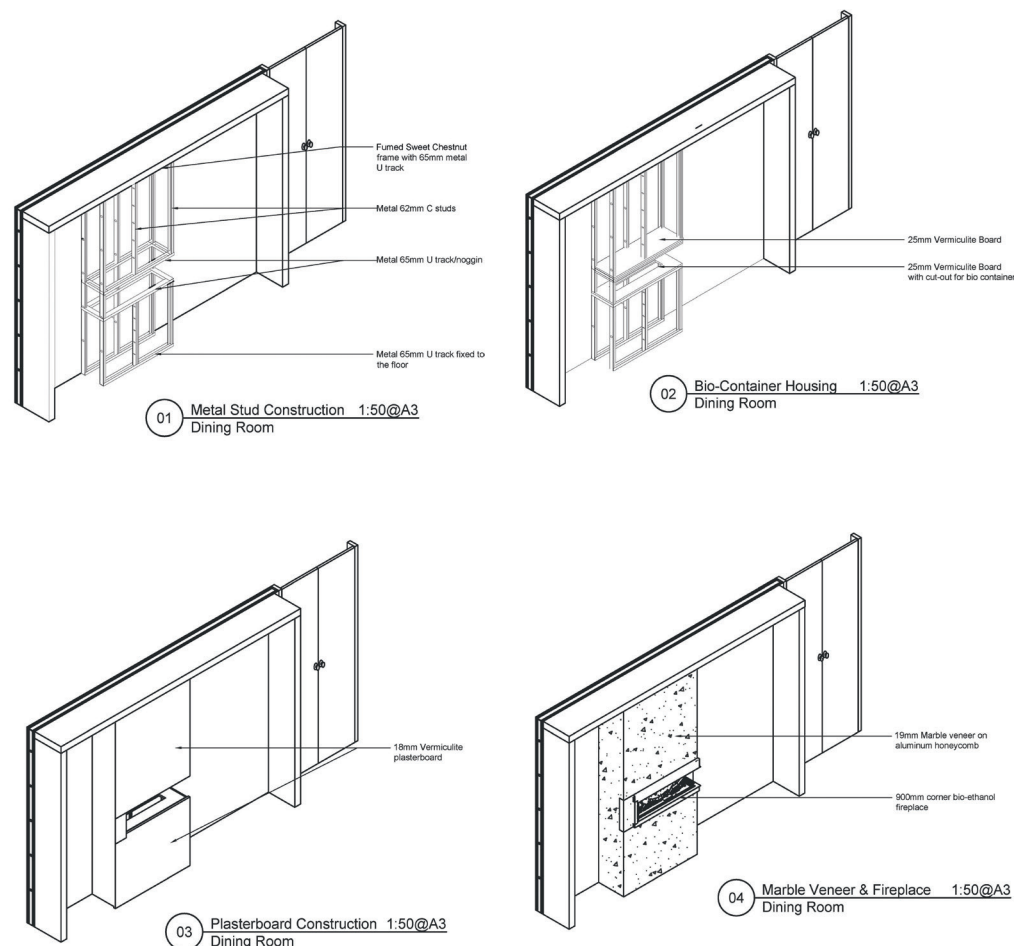 Fumed Sweet Chestnut
frame with 65mm metal
U track
Metal 62mm C studs
Metal 65mm U track/noggin
Metal 65mm U track fixed to
the floor
01
Metal Stud Construction 1:50@A3
Dining Room
25mm Vermiculite Board
25mm Vermiculite Board
with cut-out for bio container
02
Bio-Container Housing 1:50@A3
Dining Room
18mm Vermiculite
plasterboard
03
Plasterboard Construction 1:50@A3
Dining Room
19mm Marble veneer on
aluminum honeycomb
900mm corner bio-ethanol
fireplace
04
Marble Veneer & Fireplace 1:50@A3
Dining Room